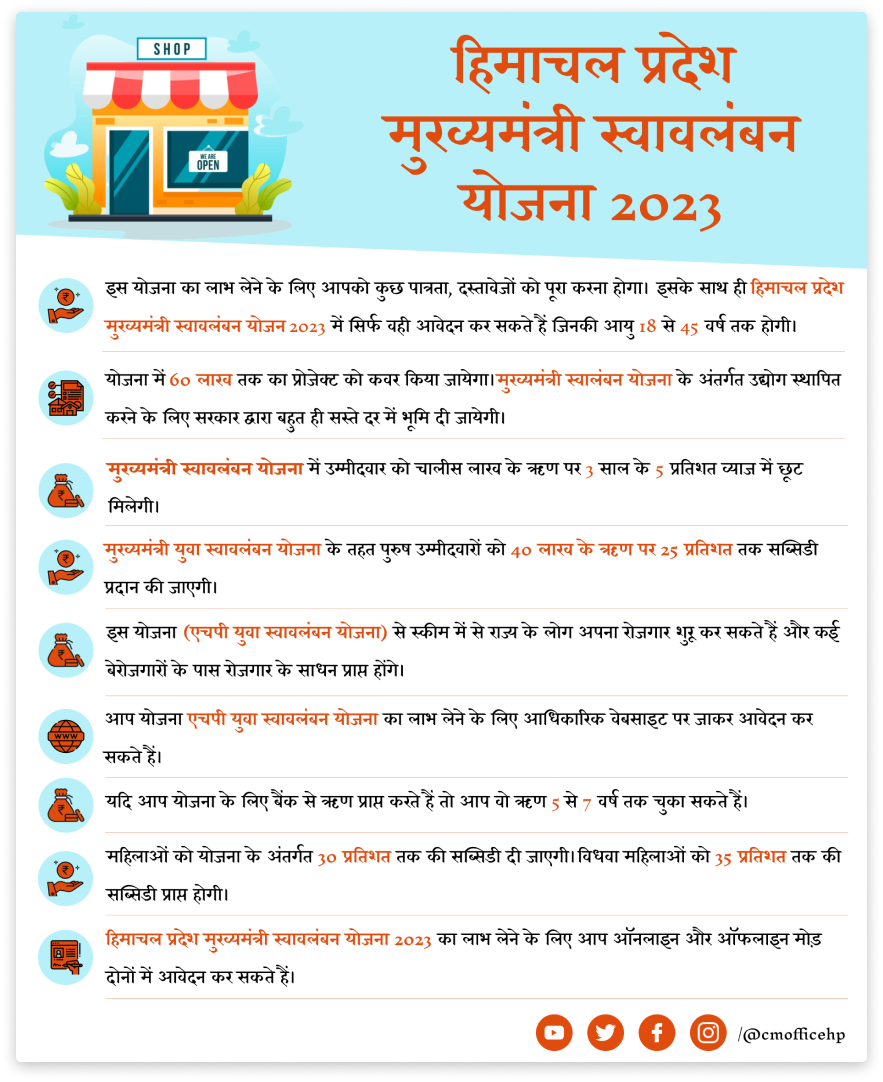 SHOP
WE ARE
OPEN
हिमाचल प्रदेश
मुख्यमंत्री स्वावलंबन
योजना 2023
इस योजना का लाभ लेने के लिए आपको कुछ पात्रता, दस्तावेजों को पूरा करना होगा। इसके साथ ही हिमाचल प्रदेश
मुख्यमंत्री स्वावलंबन योजन 2023 में सिर्फ वही आवेदन कर सकते हैं जिनकी आयु 18 से 45 वर्ष तक होगी।
योजना में 60 लाख तक का प्रोजेक्ट को कवर किया जायेगा। मुख्यमंत्री स्वालंबन योजना के अंतर्गत उद्योग स्थापित
करने के लिए सरकार द्वारा बहुत ही सस्ते दर में भूमि दी जायेगी।
मुख्यमंत्री स्वावलंबन योजना में उम्मीदवार को चालीस लाख के ऋण पर 3 साल के 5 प्रतिशत व्याज में छूट
मिलेगी।
मुख्यमंत्री युवा स्वावलंबन योजना के तहत पुरुष उम्मीदवारों को 40 लाख के ऋण पर 25 प्रतिशत तक सब्सिडी
प्रदान की जाएगी।
इस योजना (एचपी युवा स्वावलंबन योजना) से स्कीम में से राज्य के लोग अपना रोजगार शुरू कर सकते हैं और कई
बेरोजगारों के पास रोजगार के साधन प्राप्त होंगे।
आप योजना एचपी युवा स्वावलंबन योजना का लाभ लेने के लिए आधिकारिक वेबसाइट पर जाकर आवेदन कर
सकते हैं।
WWW
यदि आप योजना के लिए बैंक से ऋण प्राप्त करते हैं तो आप वो ऋण 5 से 7 वर्ष तक चुका सकते हैं।
महिलाओं को योजना के अंतर्गत 30 प्रतिशत तक की सब्सिडी दी जाएगी। विधवा महिलाओं को 35 प्रतिशत तक की
सब्सिडी प्राप्त होगी।
हिमाचल प्रदेश मुख्यमंत्री स्वावलंबन योजना 2023 का लाभ लेने के लिए आप ऑनलाइन और ऑफलाइन मोड
दोनों में आवेदन कर सकते हैं।
/@cmofficehp